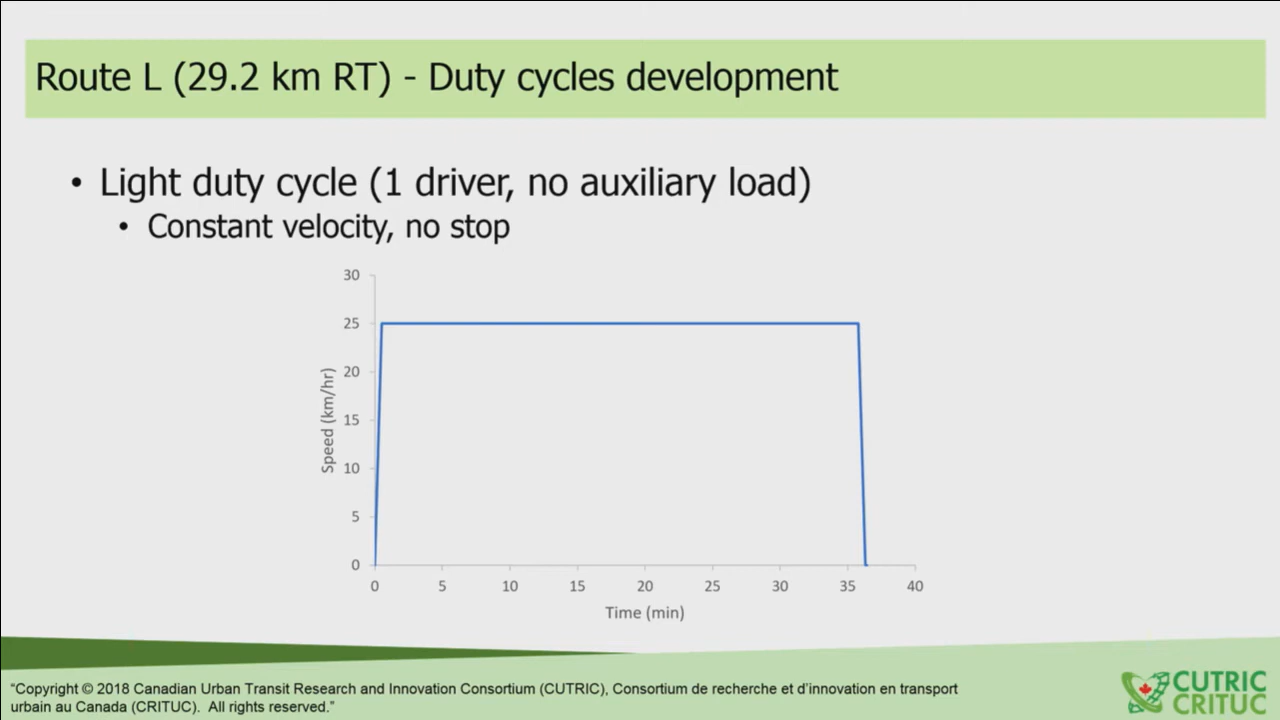 Route L (29.2 km RT) - Duty cycles development
• Light duty cycle (1 driver, no auxiliary load)
• Constant velocity, no stop
30
25
20
15
10
5
0
Speed (km/hr)
0 5 10 15 20 25 30 35 40
Time (min)
“Copyright © 2018 Canadian Urban Transit Research and Innovation Consortium (CUTRIC), Consortium de recherche et d’innovation en transport
urbain au Canada (CRITUC). All rights reserved.”
CUTRIC
CRITUC